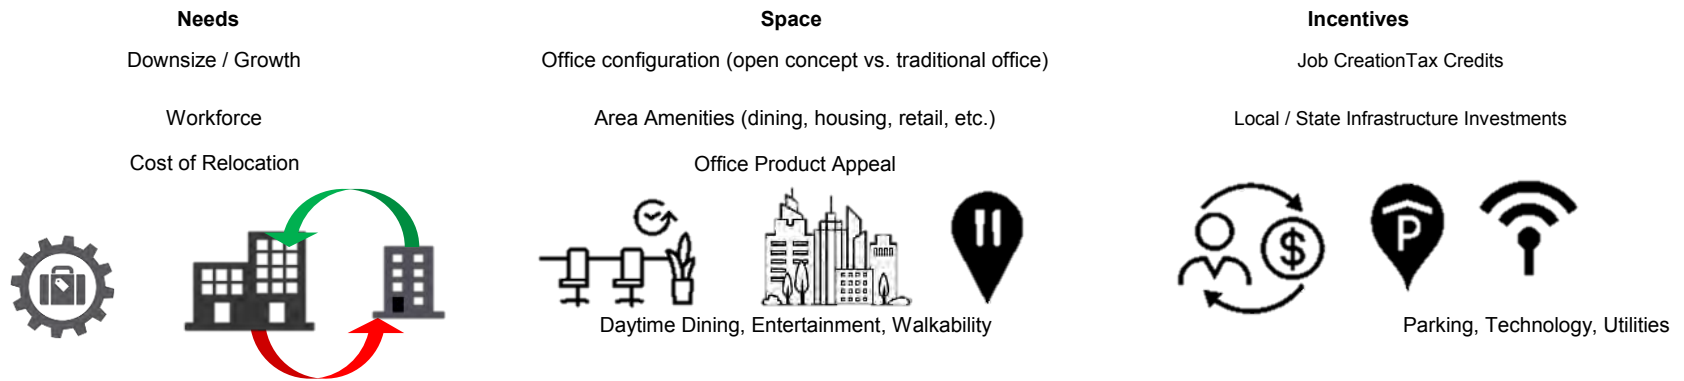 Needs
Downsize / Growth
Workforce
Cost of Relocation
Space
Office configuration (open concept vs. traditional office)
Area Amenities (dining, housing, retail, etc.)
Office Product Appeal
Daytime Dining, Entertainment, Walkability
Incentives
Job CreationTax Credits
Local / State Infrastructure Investments
P
Parking, Technology, Utilities